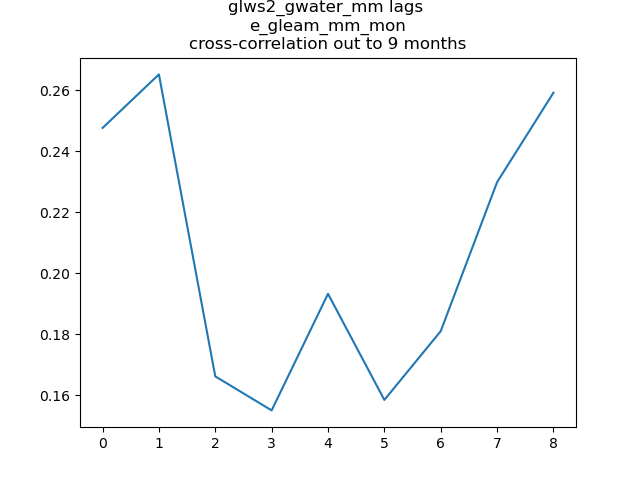 glws2_gwater_mm lags
e_gleam_mm_mon
cross-correlation out to 9 months
0.26
0.24
0.22
0.20
0.18
0.16
0 1 2 3 4 5 6 7 8